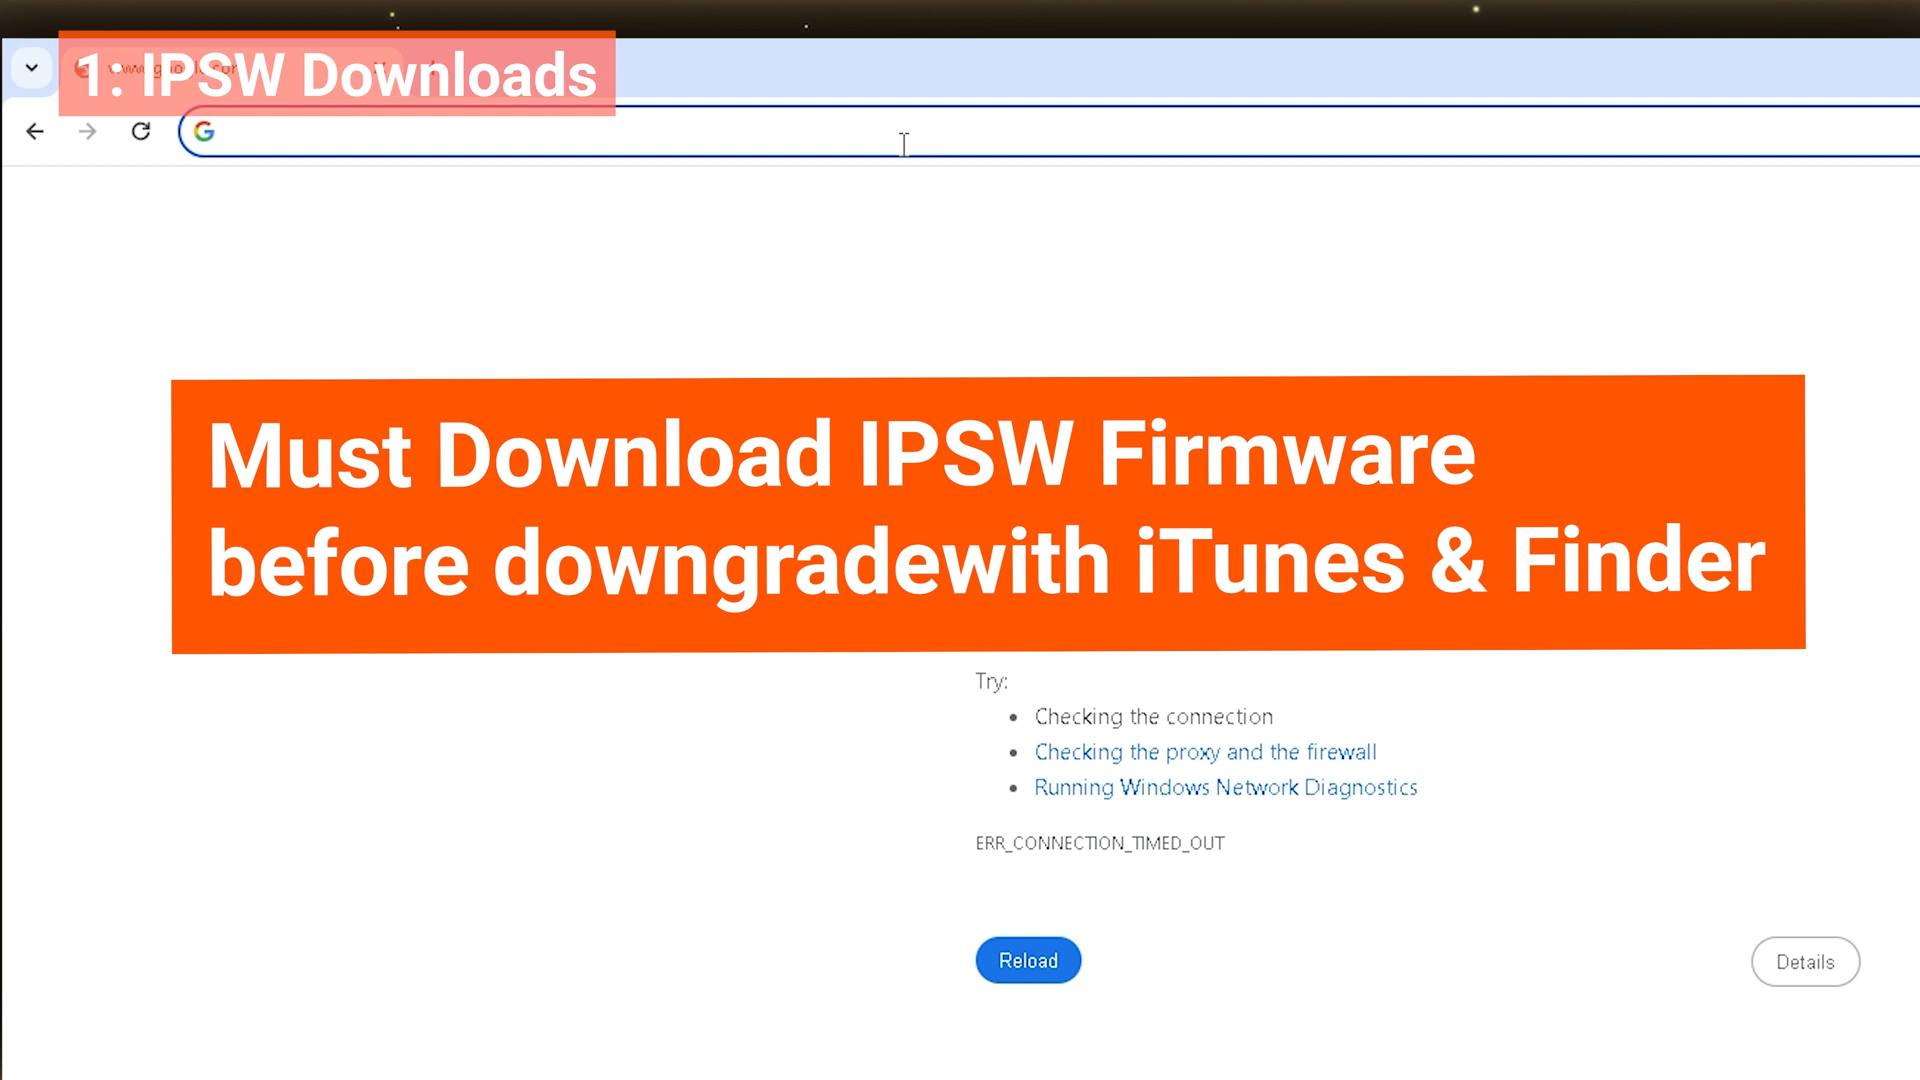 1: IPSW Downloads
Must Download IPSW Firmware
before downgradewith iTunes & Finder
Try:
Checking the connection
Checking the proxy and the firewall
Running Windows Network Diagnostics
ERR_CONNECTION_TIMED_OUT
Reload
Details